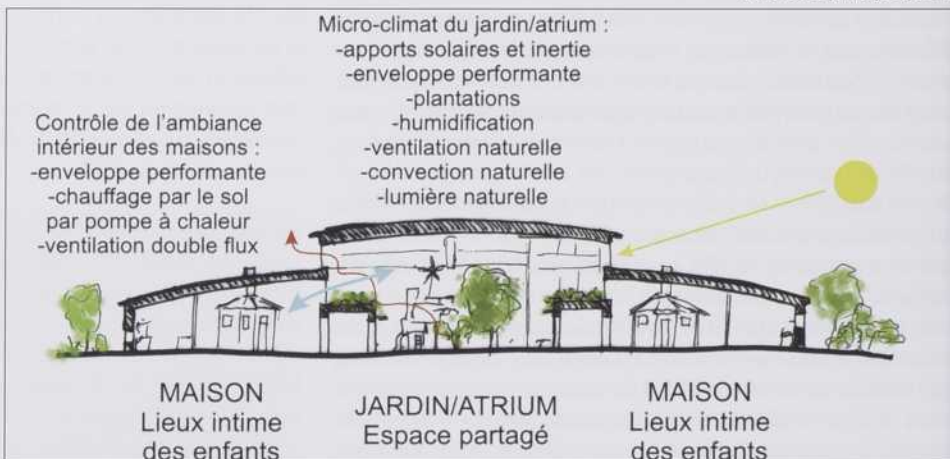 Micro-climat du jardin/atrium :
-apports solaires et inertie
-enveloppe performante
-plantations
-humidification
-ventilation naturelle
-convection naturelle
-lumière naturelle
Contrôle de l'ambiance
intérieur des maisons :
-enveloppe performante
-chauffage par le sol
par pompe à chaleur
-ventilation double flux
MAISON
Lieux intime
des enfants
JARDIN/ATRIUM
Espace partagé
MAISON
Lieux intime
des enfants